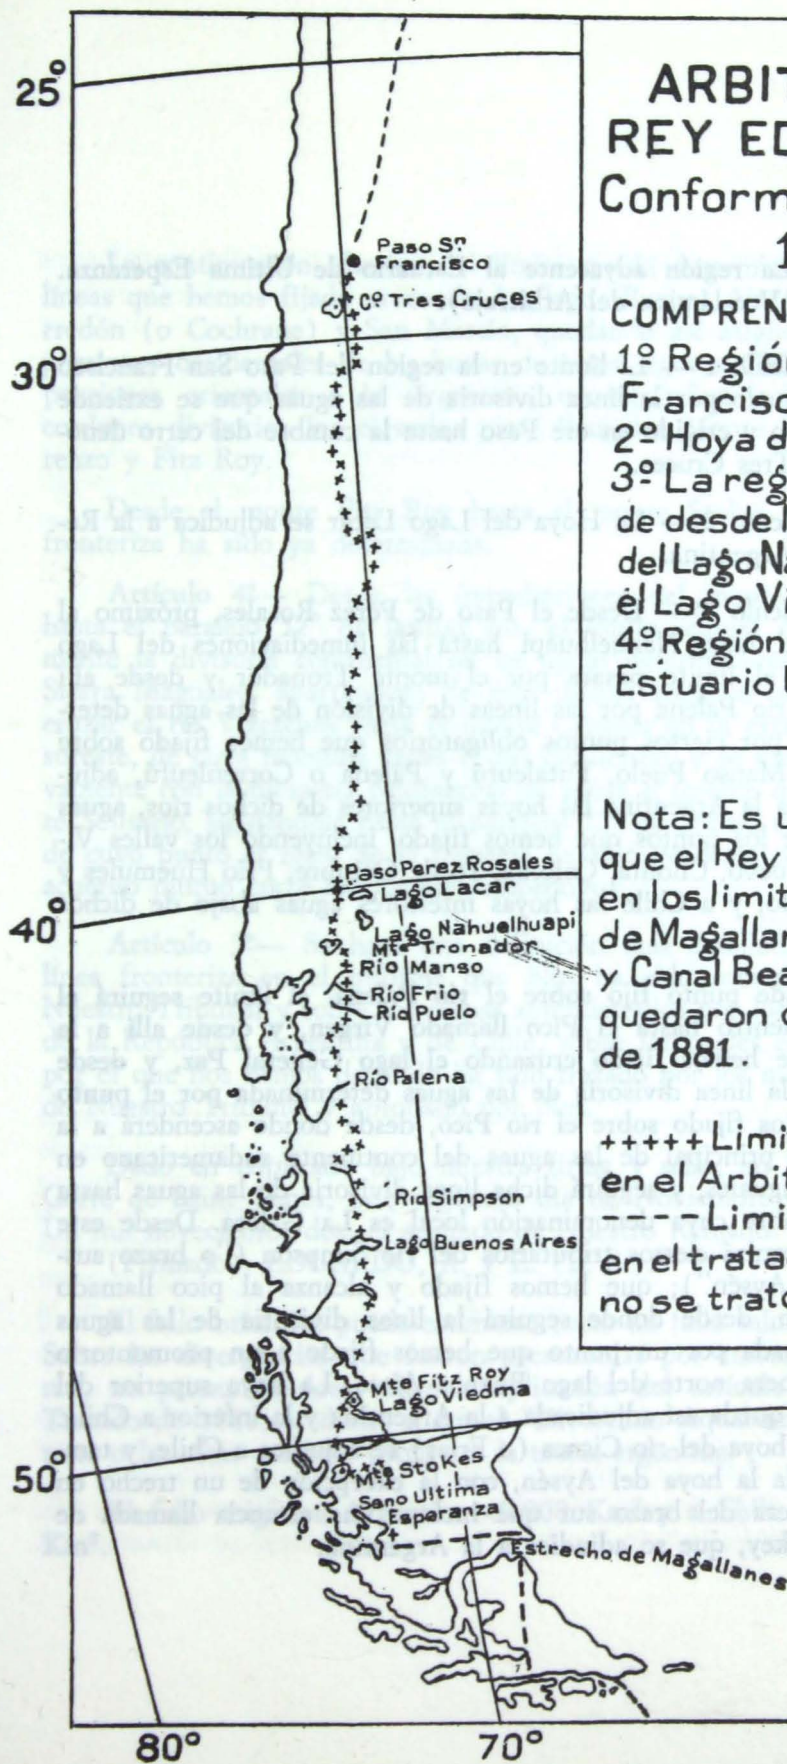 25°
30°
40°
50°
80°
70°
Paso Sn.
Francisco
Cº Tres Cruces
Paso Perez Rosales
Lago Lacar
Lago Nahuelhuapi
Mte Tronador
Río Manso
Río Frio
Río Puelo
Río Palena
Río Simpson
Lago Buenos Aires
Mte Fitz Roy
Lago Viedma
Mte Stokes
Seno Ultima
Esperanza
Estrecho de Magallanes
ARBIT
REY ED
Conform
1
COMPREN
1º Región
Francisco
2º Hoya d
3º La reg
de desde l
del Lago Na
el Lago Vi
4º Región
Estuario
Nota: Es u
que el Rey
en los limit
de Magallan
y Canal Bea
quedaron
de 1881.
+++++ Limi
en el Arbit
---- Limi
en el trata
no se trato